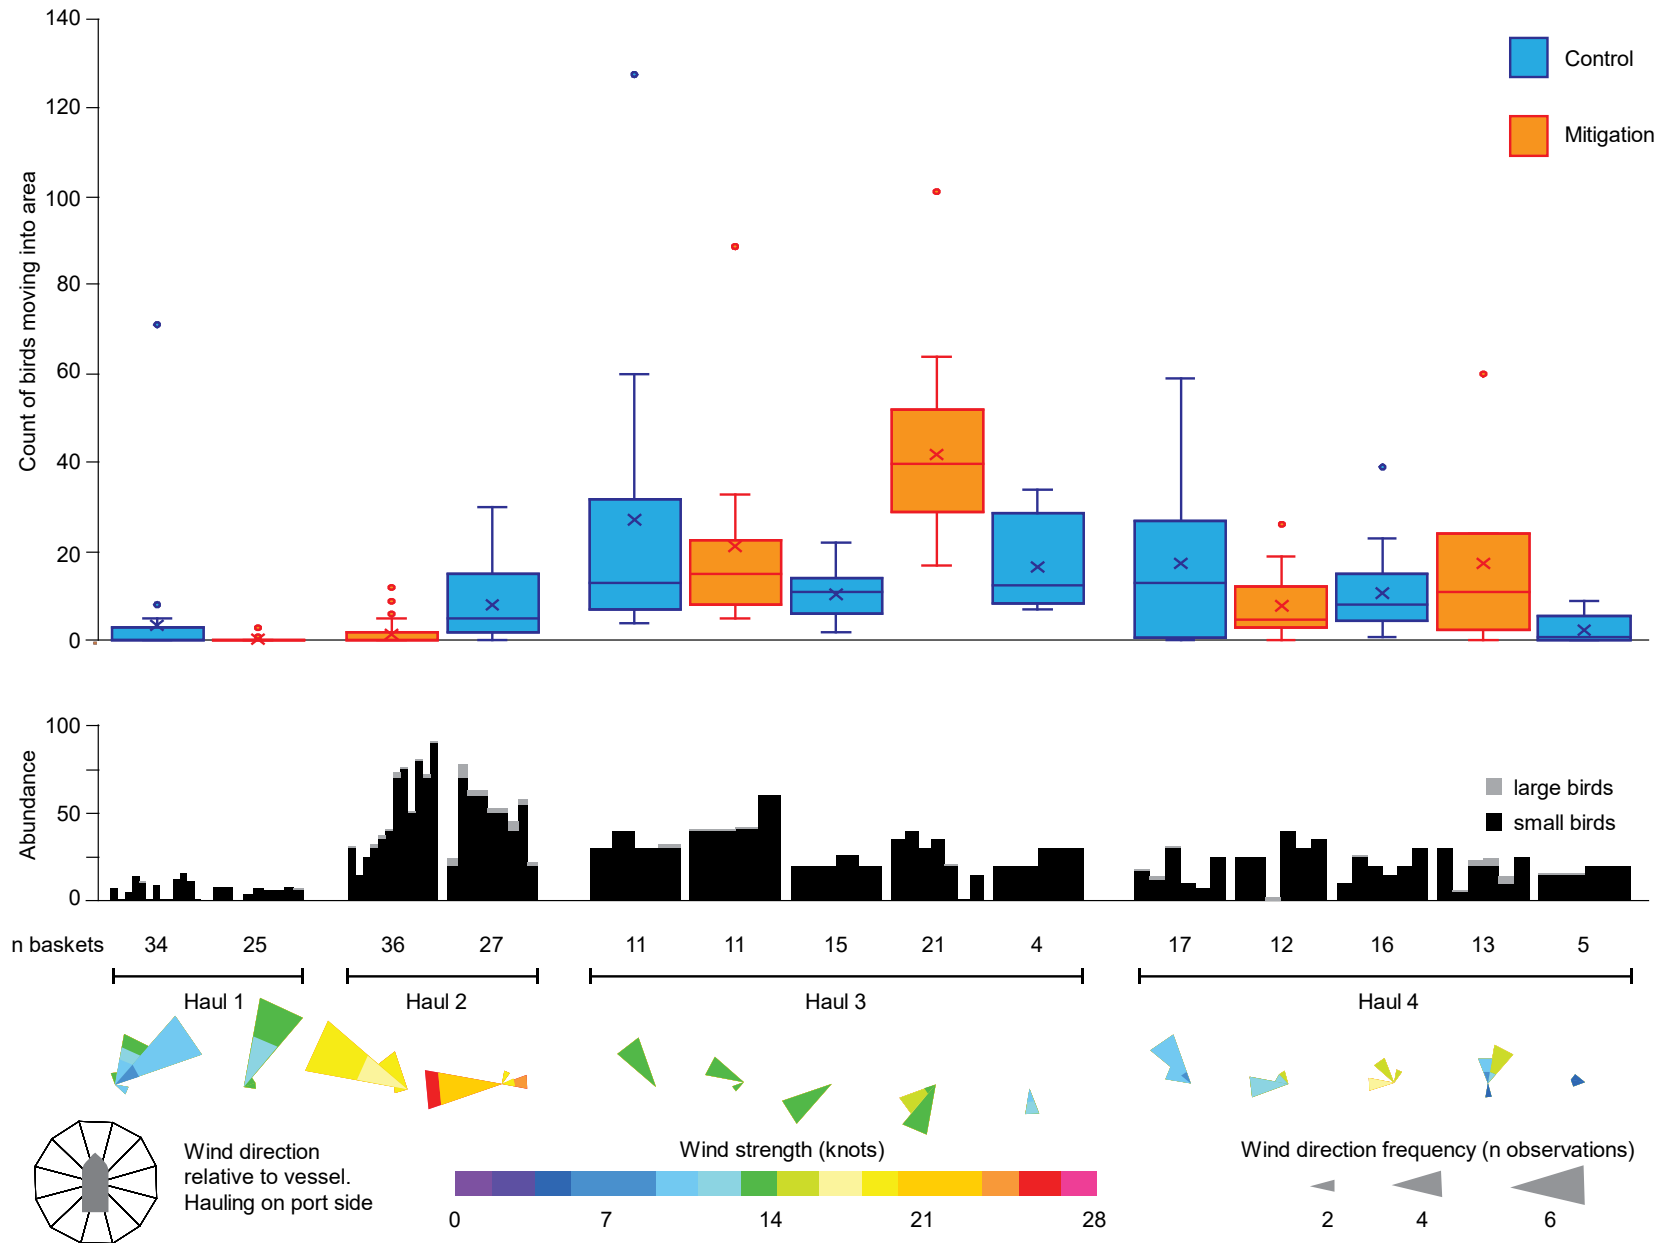 140
120
100
80
60
40
20
0
Count of birds moving into area
Control
Mitigation
100
50
0
Abundance
large birds
small birds
n baskets 34 25 36 27 11 11 15 21 4 17 12 16 13 5
Haul 1 Haul 2 Haul 3 Haul 4
Wind direction
relative to vessel.
Hauling on port side
Wind strength (knots)
0 7 14 21 28
Wind direction frequency (n observations)
2 4 6